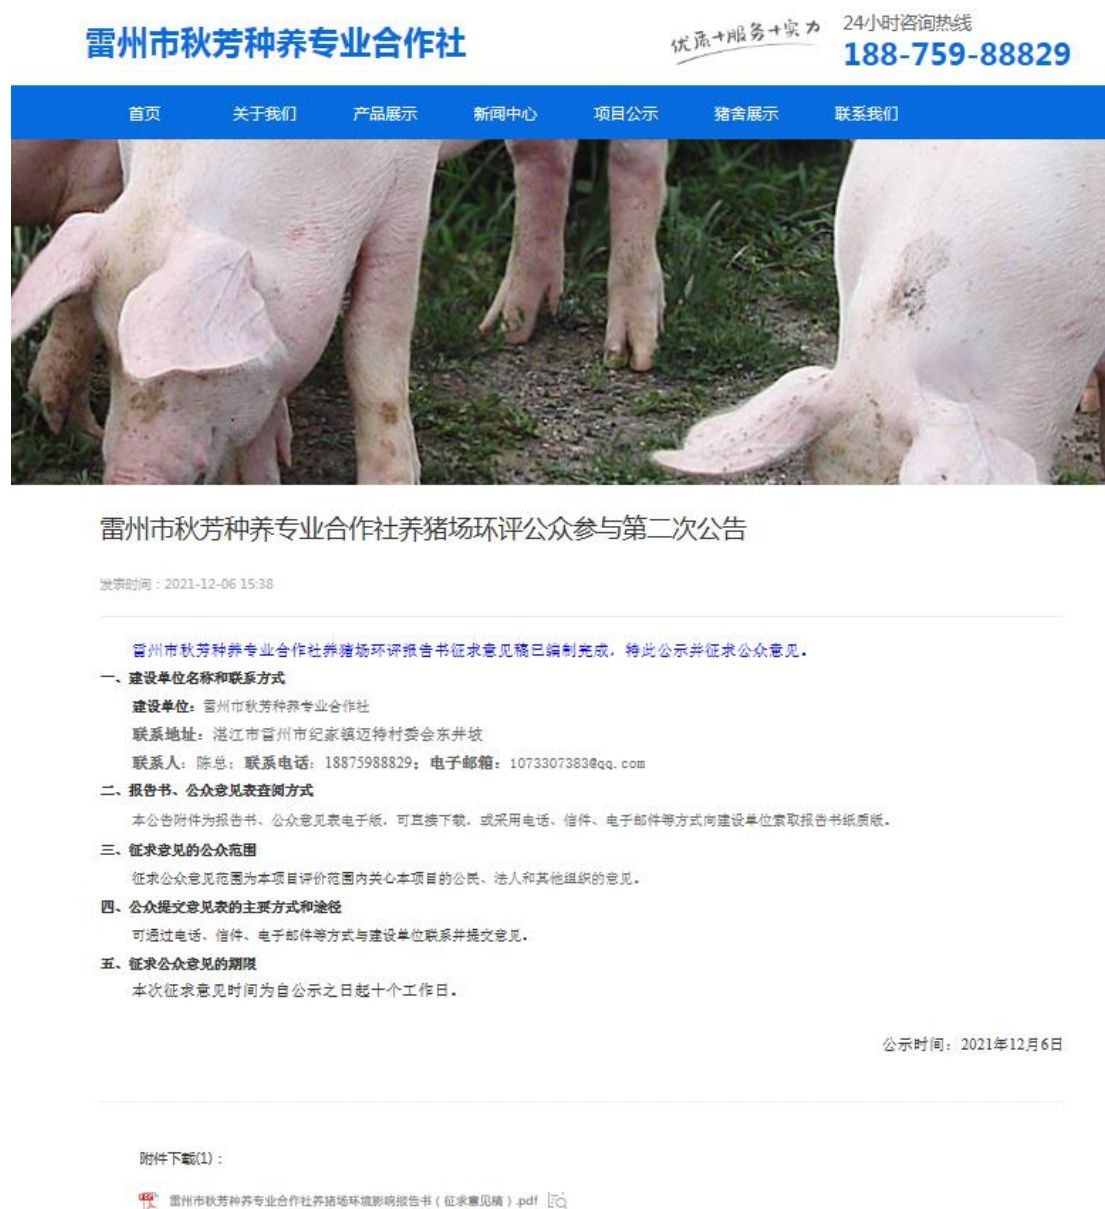 雷州市秋芳种养专业合作社
优质+服务+实力
24小时咨询热线
188-759-88829
首页 关于我们 产品展示 新闻中心 项目公示 猪舍展示 联系我们
雷州市秋芳种养专业合作社养猪场环评公众参与第二次公告
发表时间：2021-12-06 15:38
雷州市秋芳种养专业合作社养猪场环评报告书征求意见稿已编制完成，特此公示并征求公众意见。
一、建设单位名称和联系方式
建设单位：雷州市秋芳种养专业合作社
联系地址：湛江市雷州市纪家镇迈特村委会东井坡
联系人：陈总；联系电话：18875988829；电子邮箱：1073307383@qq.com
二、报告书、公众意见表查阅方式
本公告附件为报告书、公众意见表电子版，可直接下载，或采用电话、信件、电子邮件等方式向建设单位索取报告书纸质版。
三、征求意见的公众范围
征求公众意见范围为本项目评价范围内关心本项目的公民、法人和其他组织的意见。
四、公众提交意见表的主要方式和途径
可通过电话、信件、电子邮件等方式与建设单位联系并提交意见。
五、征求公众意见的期限
本次征求意见时间为自公示之日起十个工作日。
公示时间：2021年12月6日
附件下载(1)：
雷州市秋芳种养专业合作社养猪场环境影响报告书（征求意见稿）.pdf